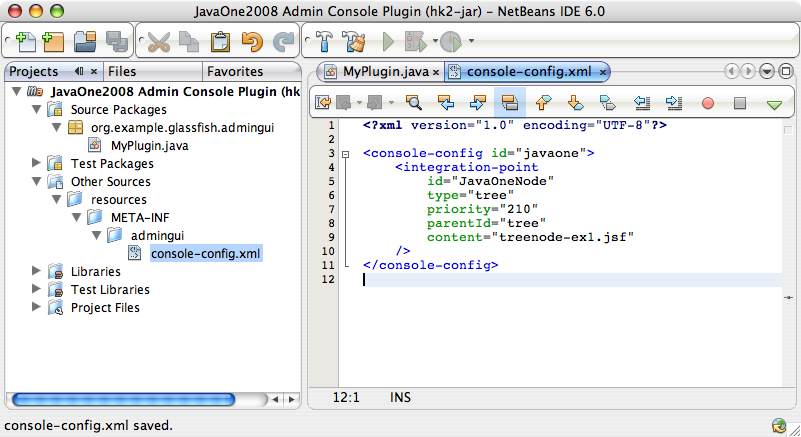 JavaOne2008 Admin Console Plugin (hk2-jar) - NetBeans IDE 6.0
Projects
Files
Favorites
MyPlugin.java
console-config.xml
JavaOne2008 Admin Console Plugin (hk
Source Packages
org.example.glassfish.admingui
MyPlugin.java
Test Packages
Other Sources
resources
META-INF
admingui
console-config.xml
Libraries
Test Libraries
Project Files
1 <?xml version="1.0" encoding="UTF-8"?>
2
3 <console-config id="javaone">
4 <integration-point
5 id="JavaOneNode"
6 type="tree"
7 priority="210"
8 parentId="tree"
9 content="treenode-ex1.jsf"
10 />
11 </console-config>
12
12:1 INS
console-config.xml saved.